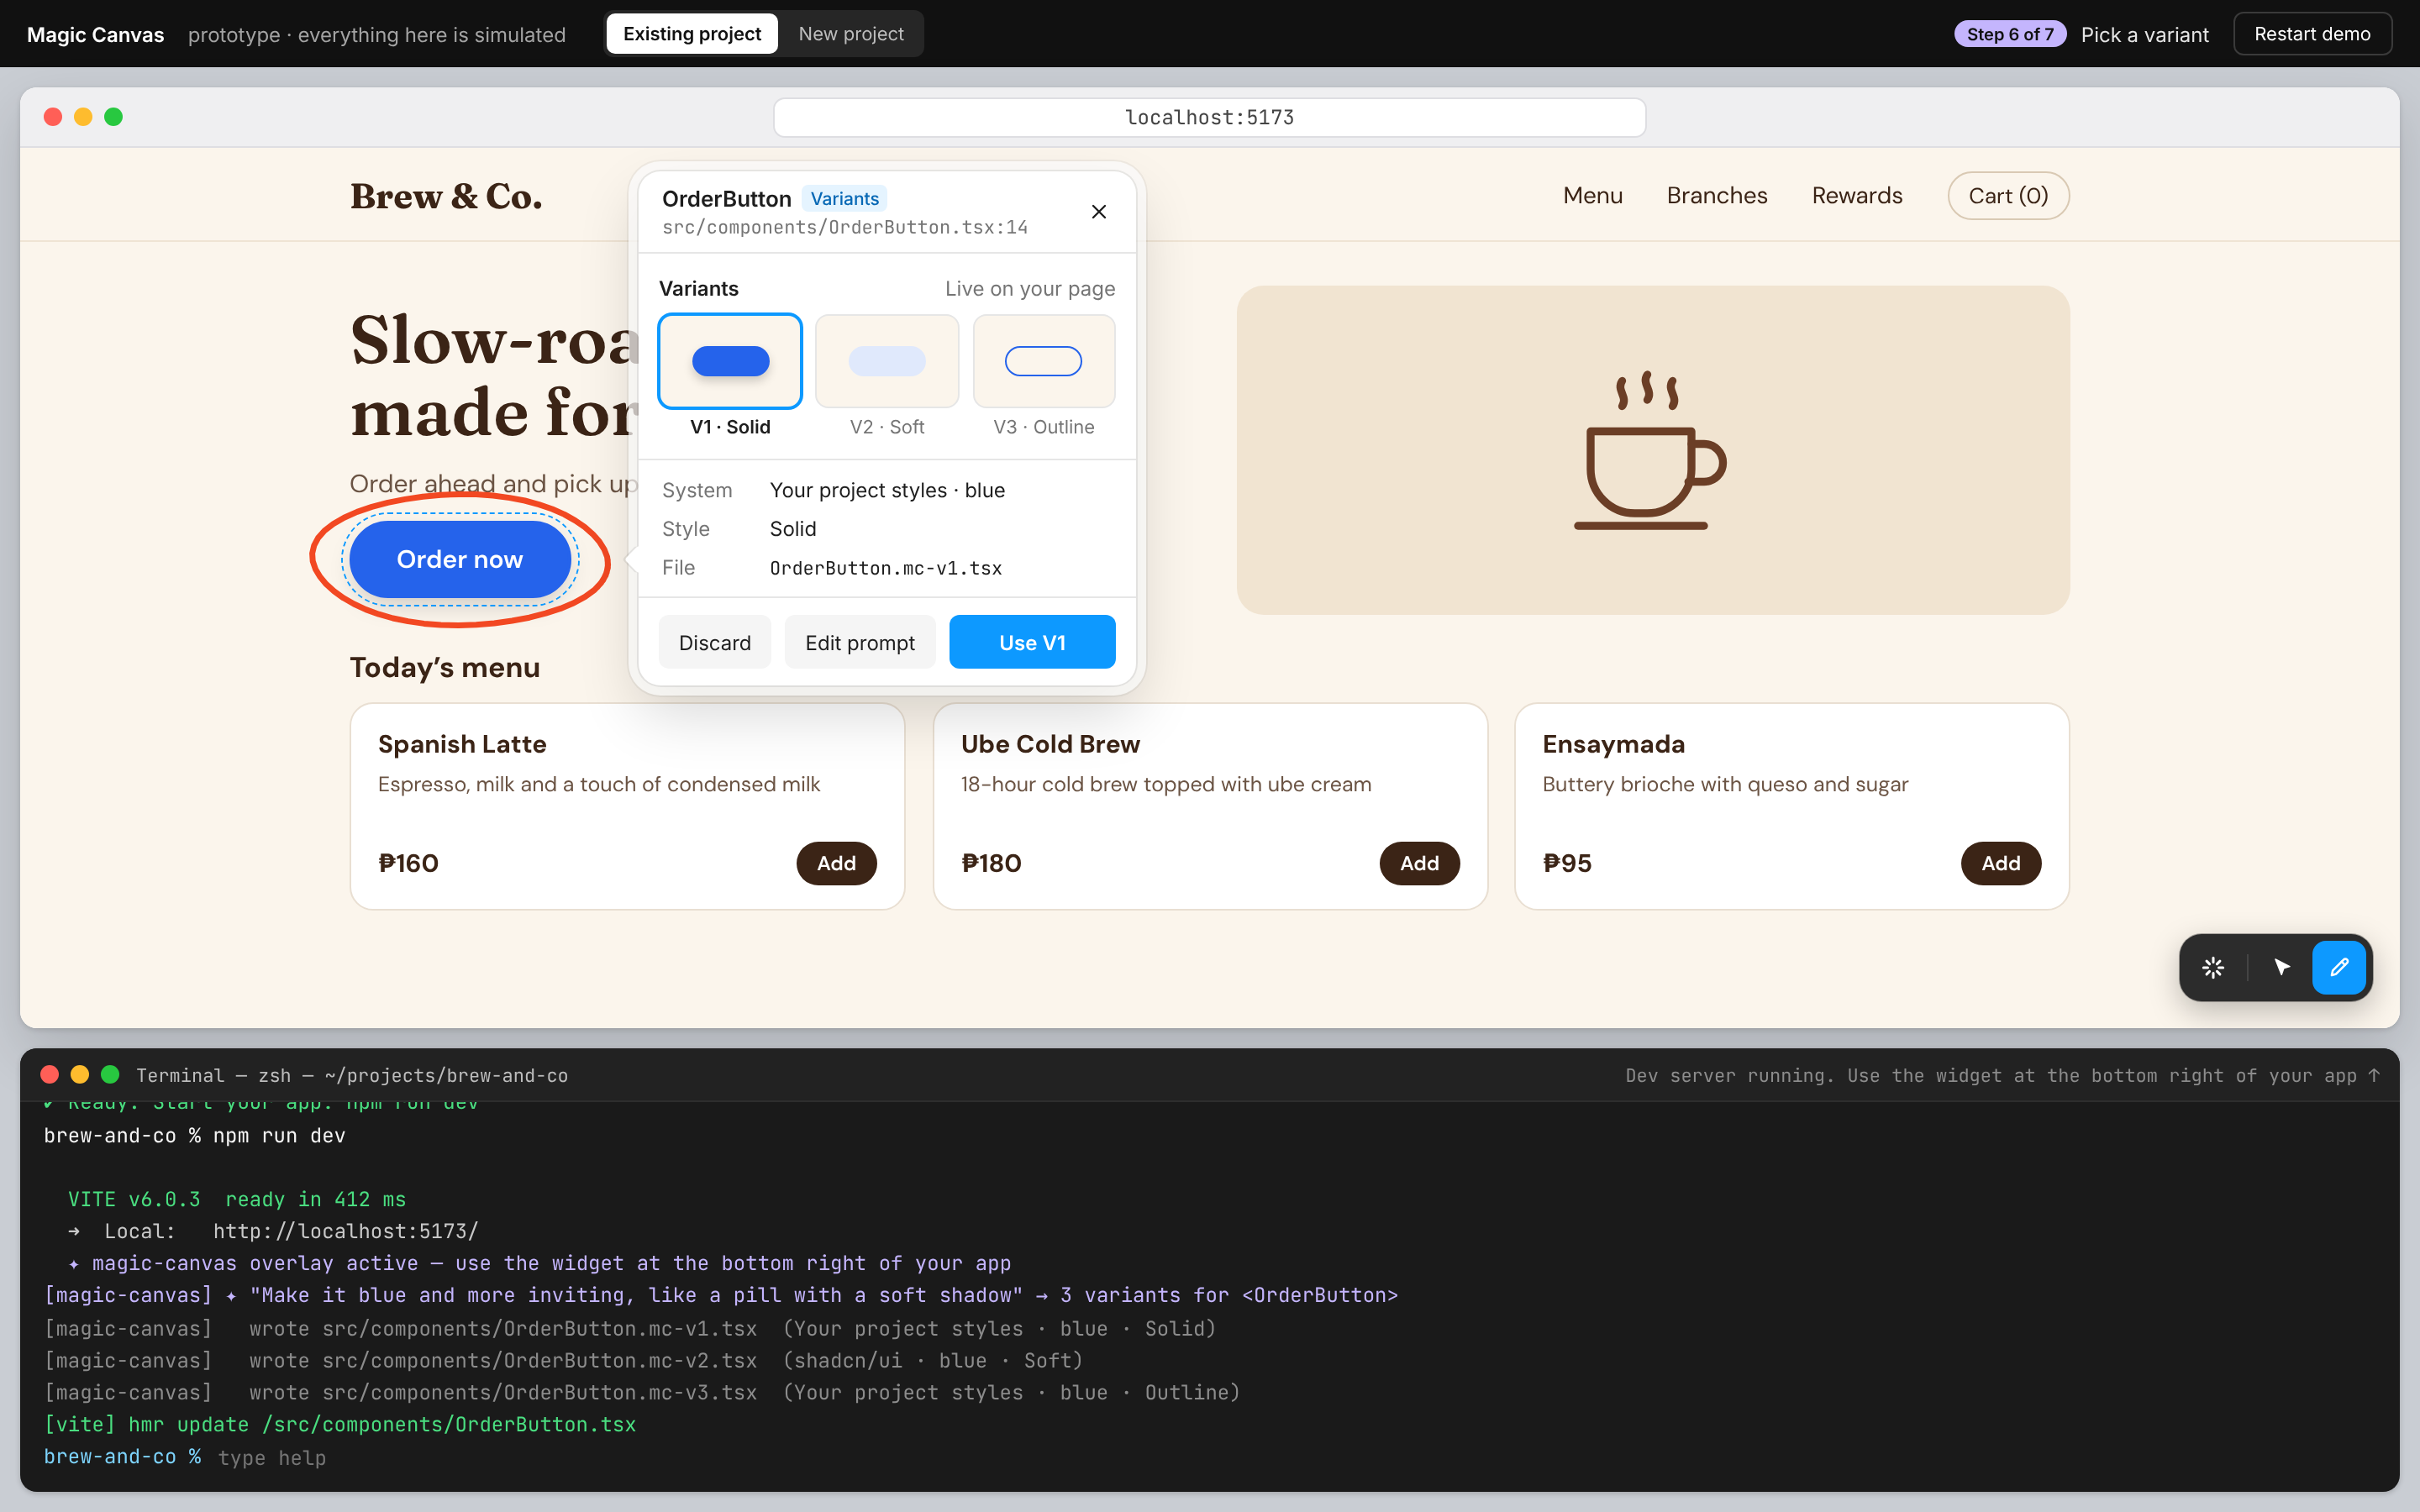 Magic Canvas prototype · everything here is simulated Existing project New project Step 6 of 7 Pick a variant Restart demo
localhost:5173
Brew & Co.
Menu Branches Rewards Cart (0)
OrderButton Variants
src/components/OrderButton.tsx:14
Variants Live on your page
V1 · Solid V2 · Soft V3 · Outline
System Your project styles · blue
Style Solid
File OrderButton.mc-v1.tsx
Discard Edit prompt Use V1
Slow-roa
made for
Order ahead and pick up
Order now
Today’s menu
Spanish Latte
Espresso, milk and a touch of condensed milk
₱160 Add
Ube Cold Brew
18-hour cold brew topped with ube cream
₱180 Add
Ensaymada
Buttery brioche with queso and sugar
₱95 Add
Terminal — zsh — ~/projects/brew-and-co Dev server running. Use the widget at the bottom right of your app ↑
✔ Ready. Start your app: npm run dev
brew-and-co % npm run dev
VITE v6.0.3 ready in 412 ms
➜ Local: http://localhost:5173/
✦ magic-canvas overlay active — use the widget at the bottom right of your app
[magic-canvas] ✦ "Make it blue and more inviting, like a pill with a soft shadow" → 3 variants for <OrderButton>
[magic-canvas] wrote src/components/OrderButton.mc-v1.tsx (Your project styles · blue · Solid)
[magic-canvas] wrote src/components/OrderButton.mc-v2.tsx (shadcn/ui · blue · Soft)
[magic-canvas] wrote src/components/OrderButton.mc-v3.tsx (Your project styles · blue · Outline)
[vite] hmr update /src/components/OrderButton.tsx
brew-and-co % type help